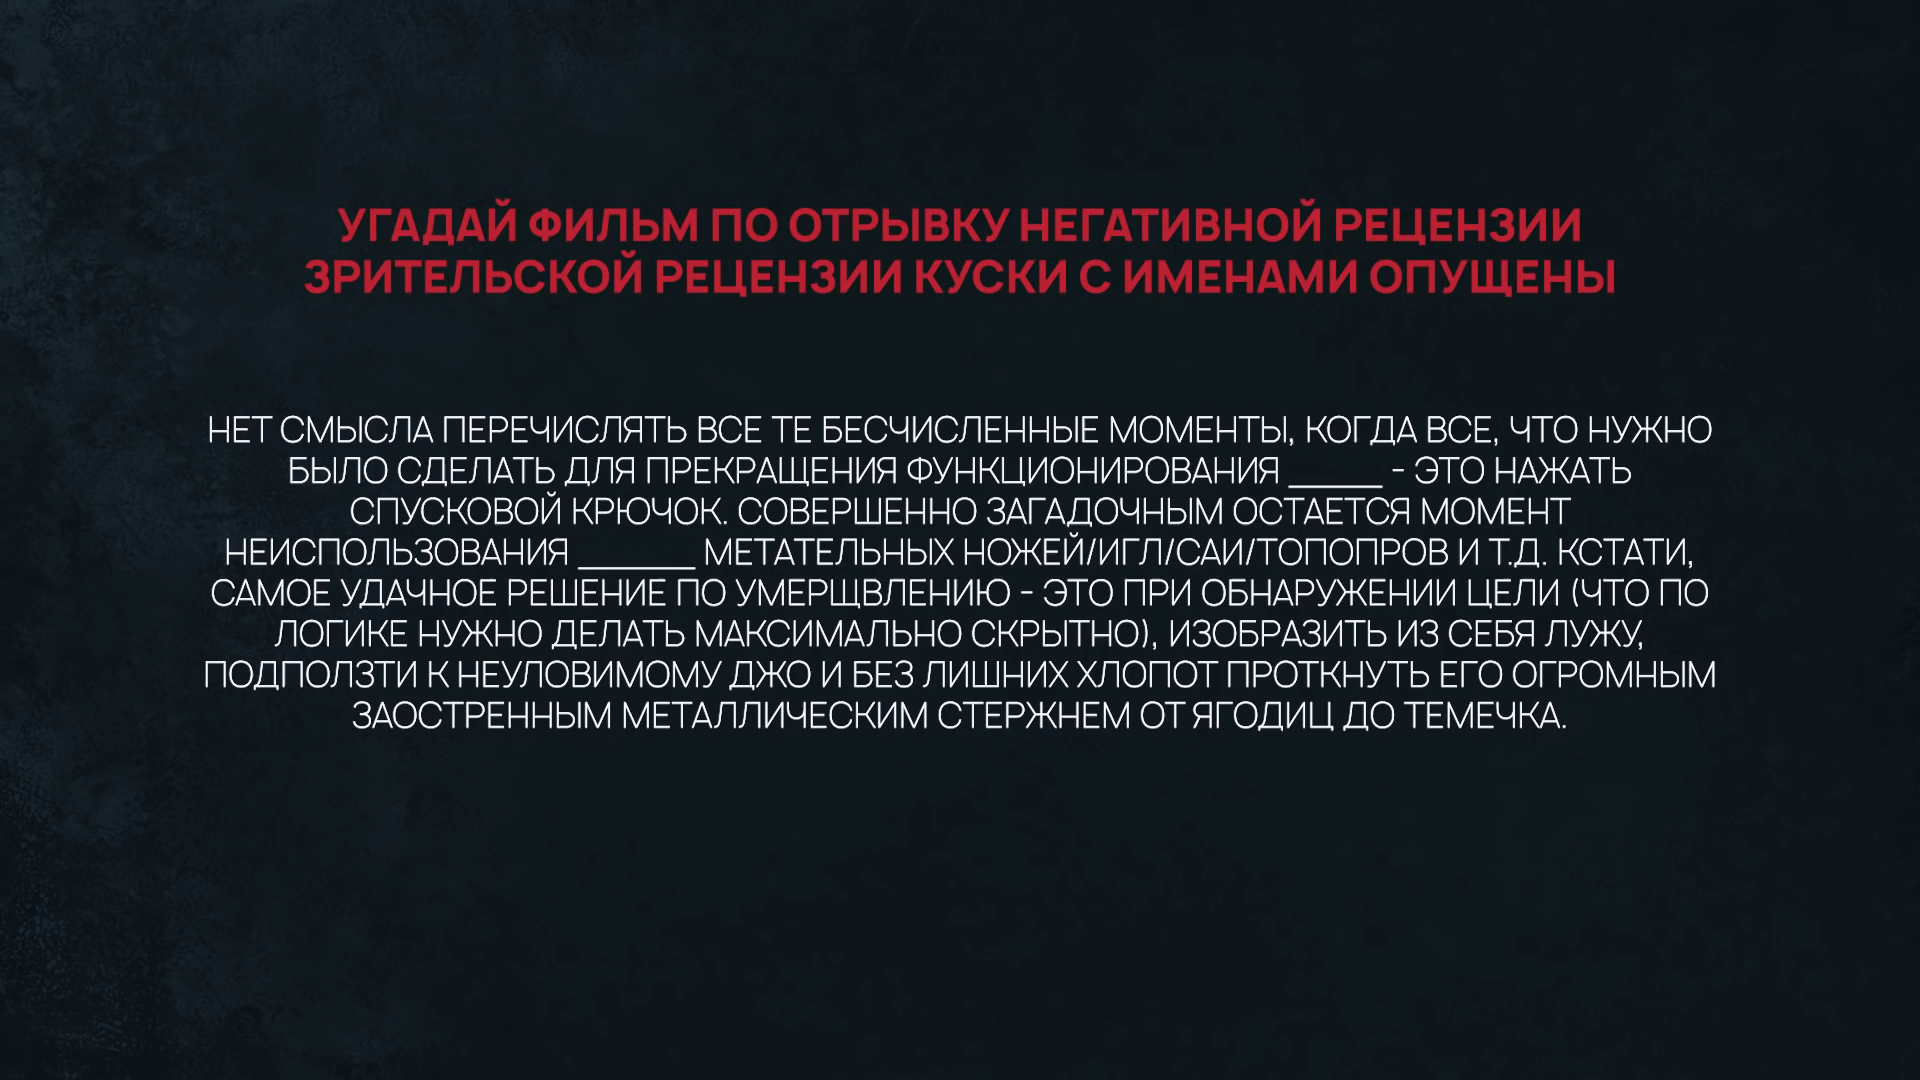 УГАДАЙ ФИЛЬМ ПО ОТРЫВКУ НЕГАТИВНОЙ РЕЦЕНЗИИ
ЗРИТЕЛЬСКОЙ РЕЦЕНЗИИ КУСКИ С ИМЕНАМИ ОПУЩЕНЫ
НЕТ СМЫСЛА ПЕРЕЧИСЛЯТЬ ВСЕ ТЕ БЕСЧИСЛЕННЫЕ МОМЕНТЫ, КОГДА ВСЕ, ЧТО НУЖНО
БЫЛО СДЕЛАТЬ ДЛЯ ПРЕКРАЩЕНИЯ ФУНКЦИОНИРОВАНИЯ _____ - ЭТО НАЖАТЬ
СПУСКОВОЙ КРЮЧОК. СОВЕРШЕННО ЗАГАДОЧНЫМ ОСТАЕТСЯ МОМЕНТ
НЕИСПОЛЬЗОВАНИЯ ______ МЕТАТЕЛЬНЫХ НОЖЕЙ/ИГЛ/САИ/ТОПОПРОВ И Т.Д. КСТАТИ,
САМОЕ УДАЧНОЕ РЕШЕНИЕ ПО УМЕРЩВЛЕНИЮ - ЭТО ПРИ ОБНАРУЖЕНИИ ЦЕЛИ (ЧТО ПО
ЛОГИКЕ НУЖНО ДЕЛАТЬ МАКСИМАЛЬНО СКРЫТНО), ИЗОБРАЗИТЬ ИЗ СЕБЯ ЛУЖУ,
ПОДПОЛЗТИ К НЕУЛОВИМОМУ ДЖО И БЕЗ ЛИШНИХ ХЛОПОТ ПРОТКНУТЬ ЕГО ОГРОМНЫМ
ЗАОСТРЕННЫМ МЕТАЛЛИЧЕСКИМ СТЕРЖНЕМ ОТ ЯГОДИЦ ДО ТЕМЕЧКА.